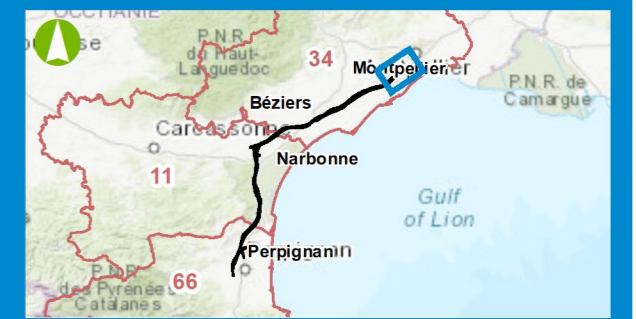 OCCITANIE
P.N.R.
du Haut-
Languedoc
34
Montpellier
P.N.R. de
Camargue
Béziers
Carcassonne
Narbonne
11
Gulf
of Lion
Perpignan
66
P.N.R.
des Pyrénées
Catalanes